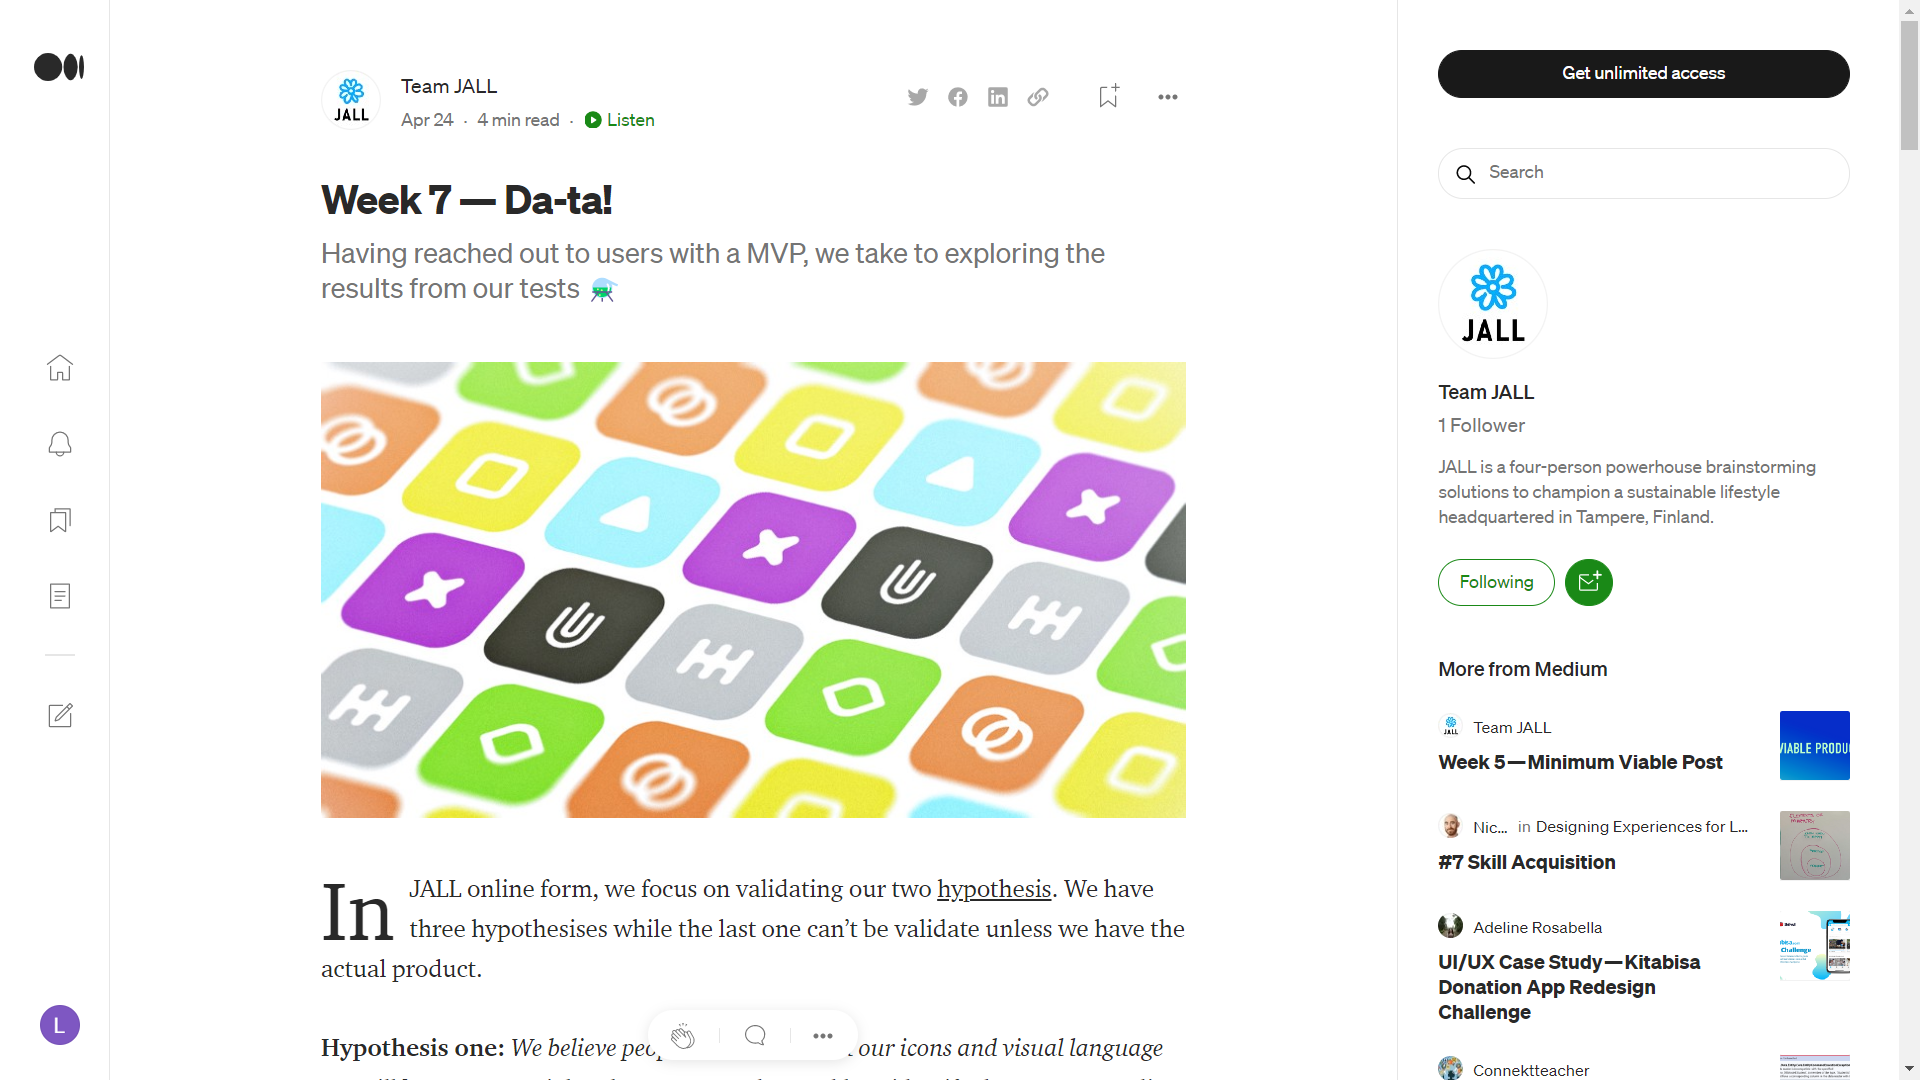 JALL
Team JALL
Apr 24 · 4 min read · Listen
Week 7 — Da-ta!
Having reached out to users with a MVP, we take to exploring the
results from our tests
In JALL online form, we focus on validating our two hypothesis. We have
three hypothesises while the last one can’t be validate unless we have the
actual product.
Hypothesis one: We believe our icons and visual language
L
Get unlimited access
Search
JALL
Team JALL
1 Follower
JALL is a four-person powerhouse brainstorming
solutions to champion a sustainable lifestyle
headquartered in Tampere, Finland.
Following
More from Medium
JALL
Team JALL
Week 5 — Minimum Viable Post
VIABLE PRODU
Nic... in Designing Experiences for L...
#7 Skill Acquisition
Adeline Rosabella
UI/UX Case Study — Kitabisa
Donation App Redesign
Challenge
Challenge
Connektteacher